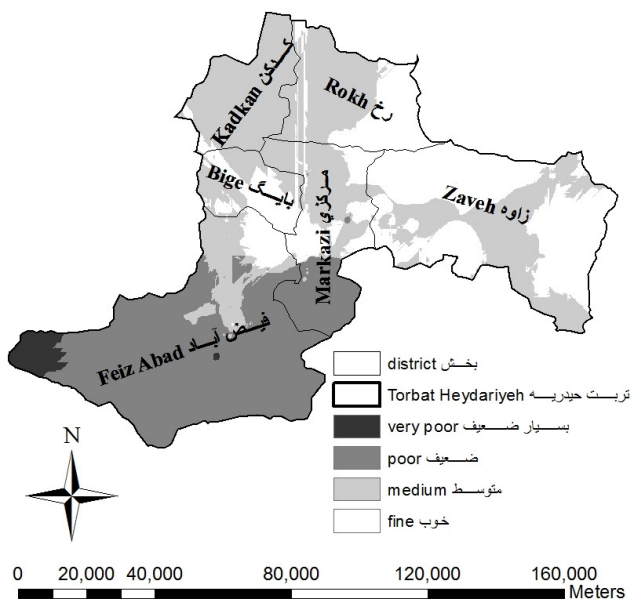 Kadkan کدکن
Rokh رخ
Bige بایگ
Markazi مرکزي
Zaveh زاوه
Feiz Abad فیض آباد
district بخش
Torbat Heydariyeh تربت حیدریه
very poor بسیار ضعیف
poor ضعیف
medium متوسط
fine خوب
N
0 20,000 40,000 80,000 120,000 160,000
Meters